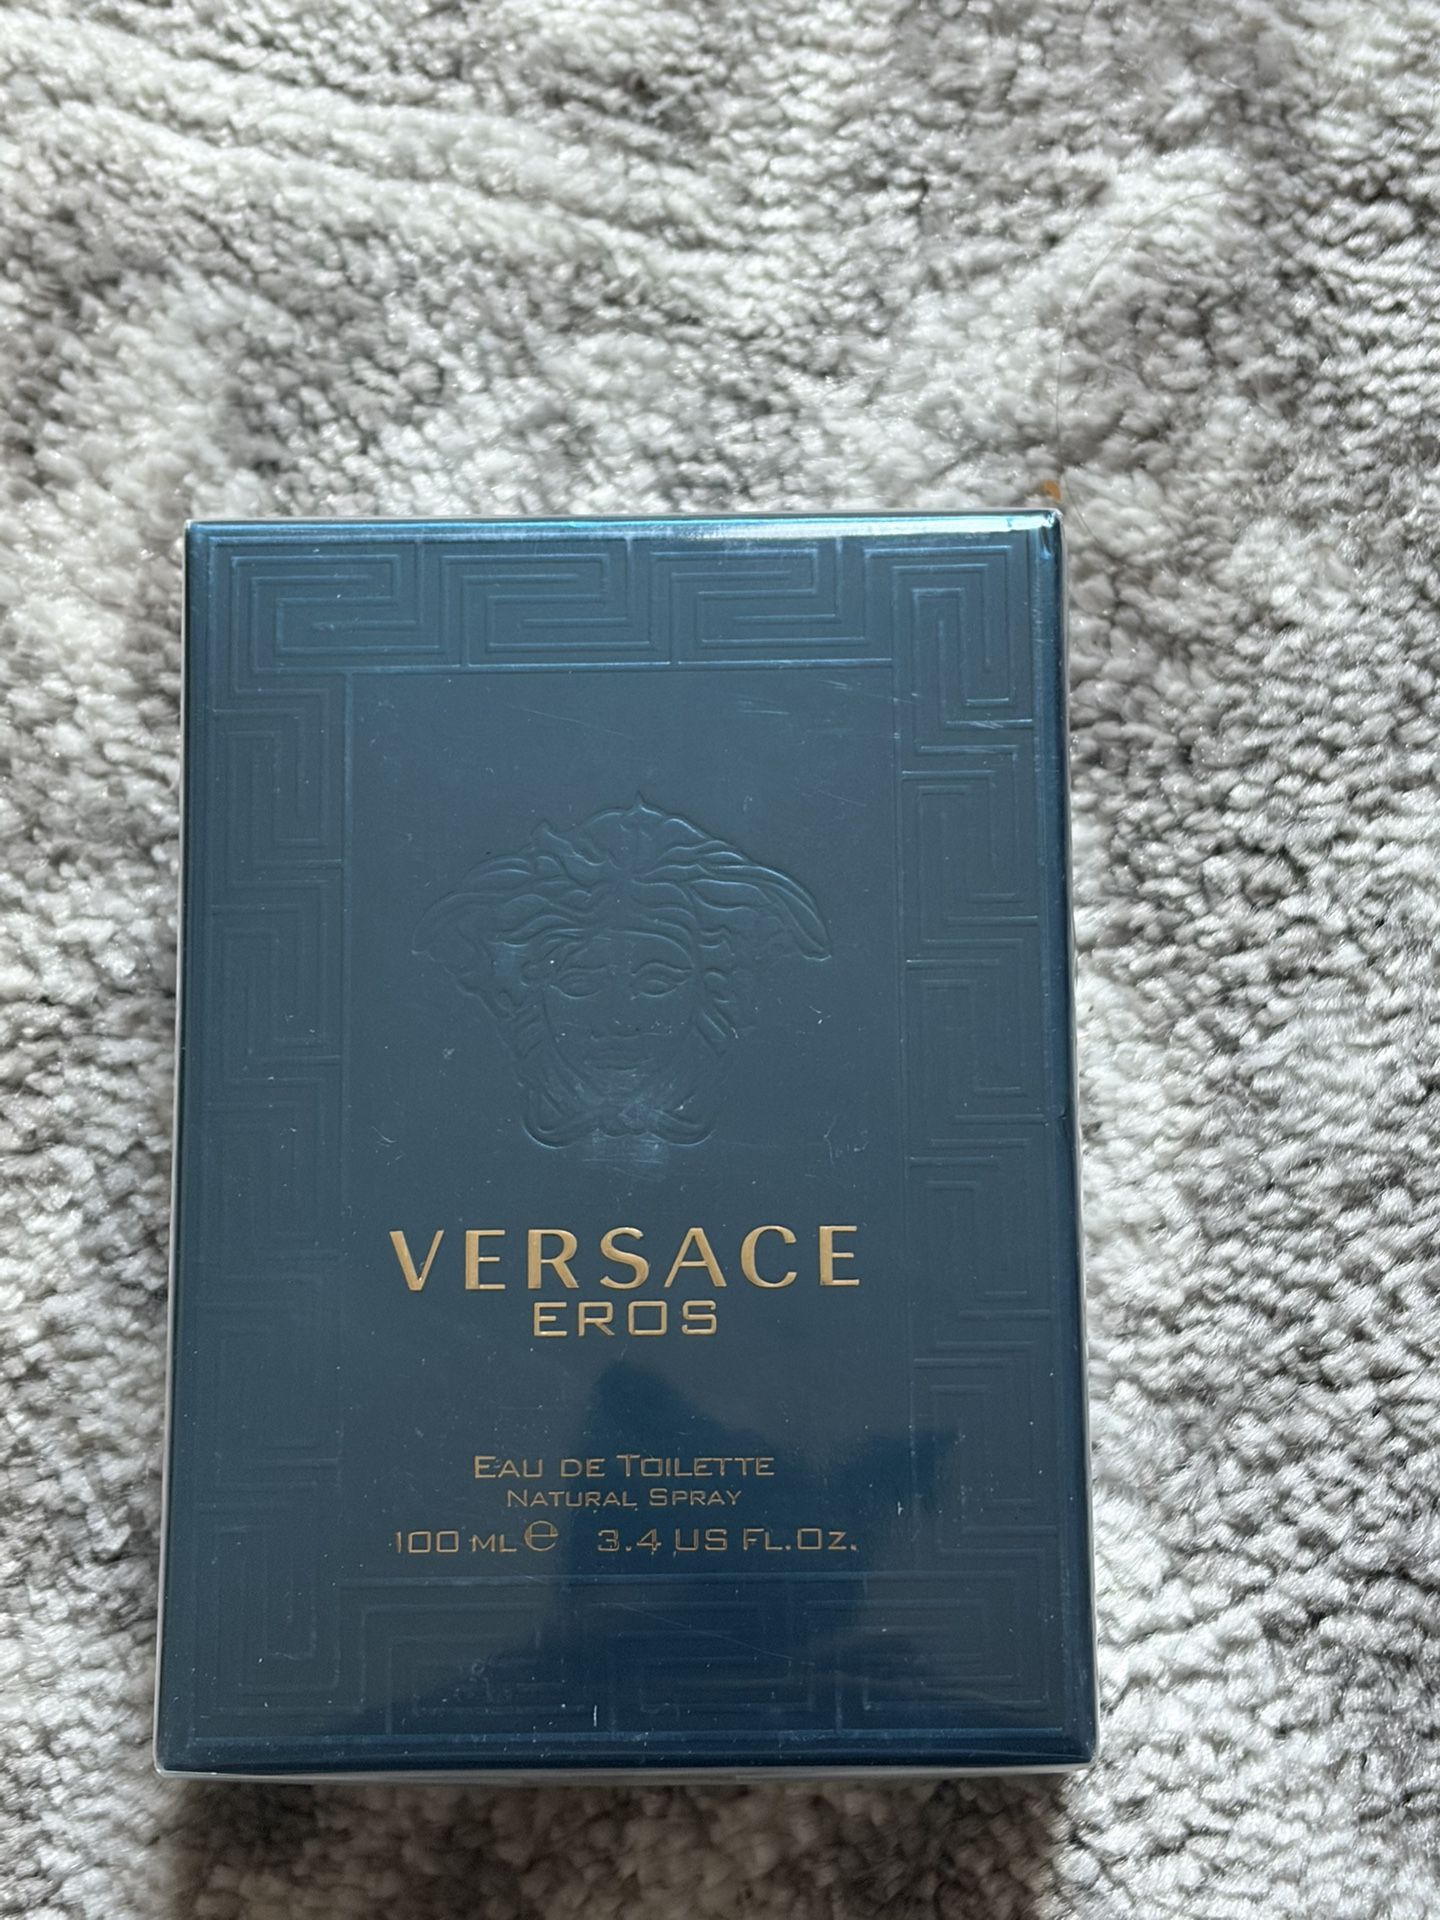 VERSACE
EROS
EAU DE TOILETTE
NATURAL SPRAY
100 ML ℮ 3.4 US FL.OZ.